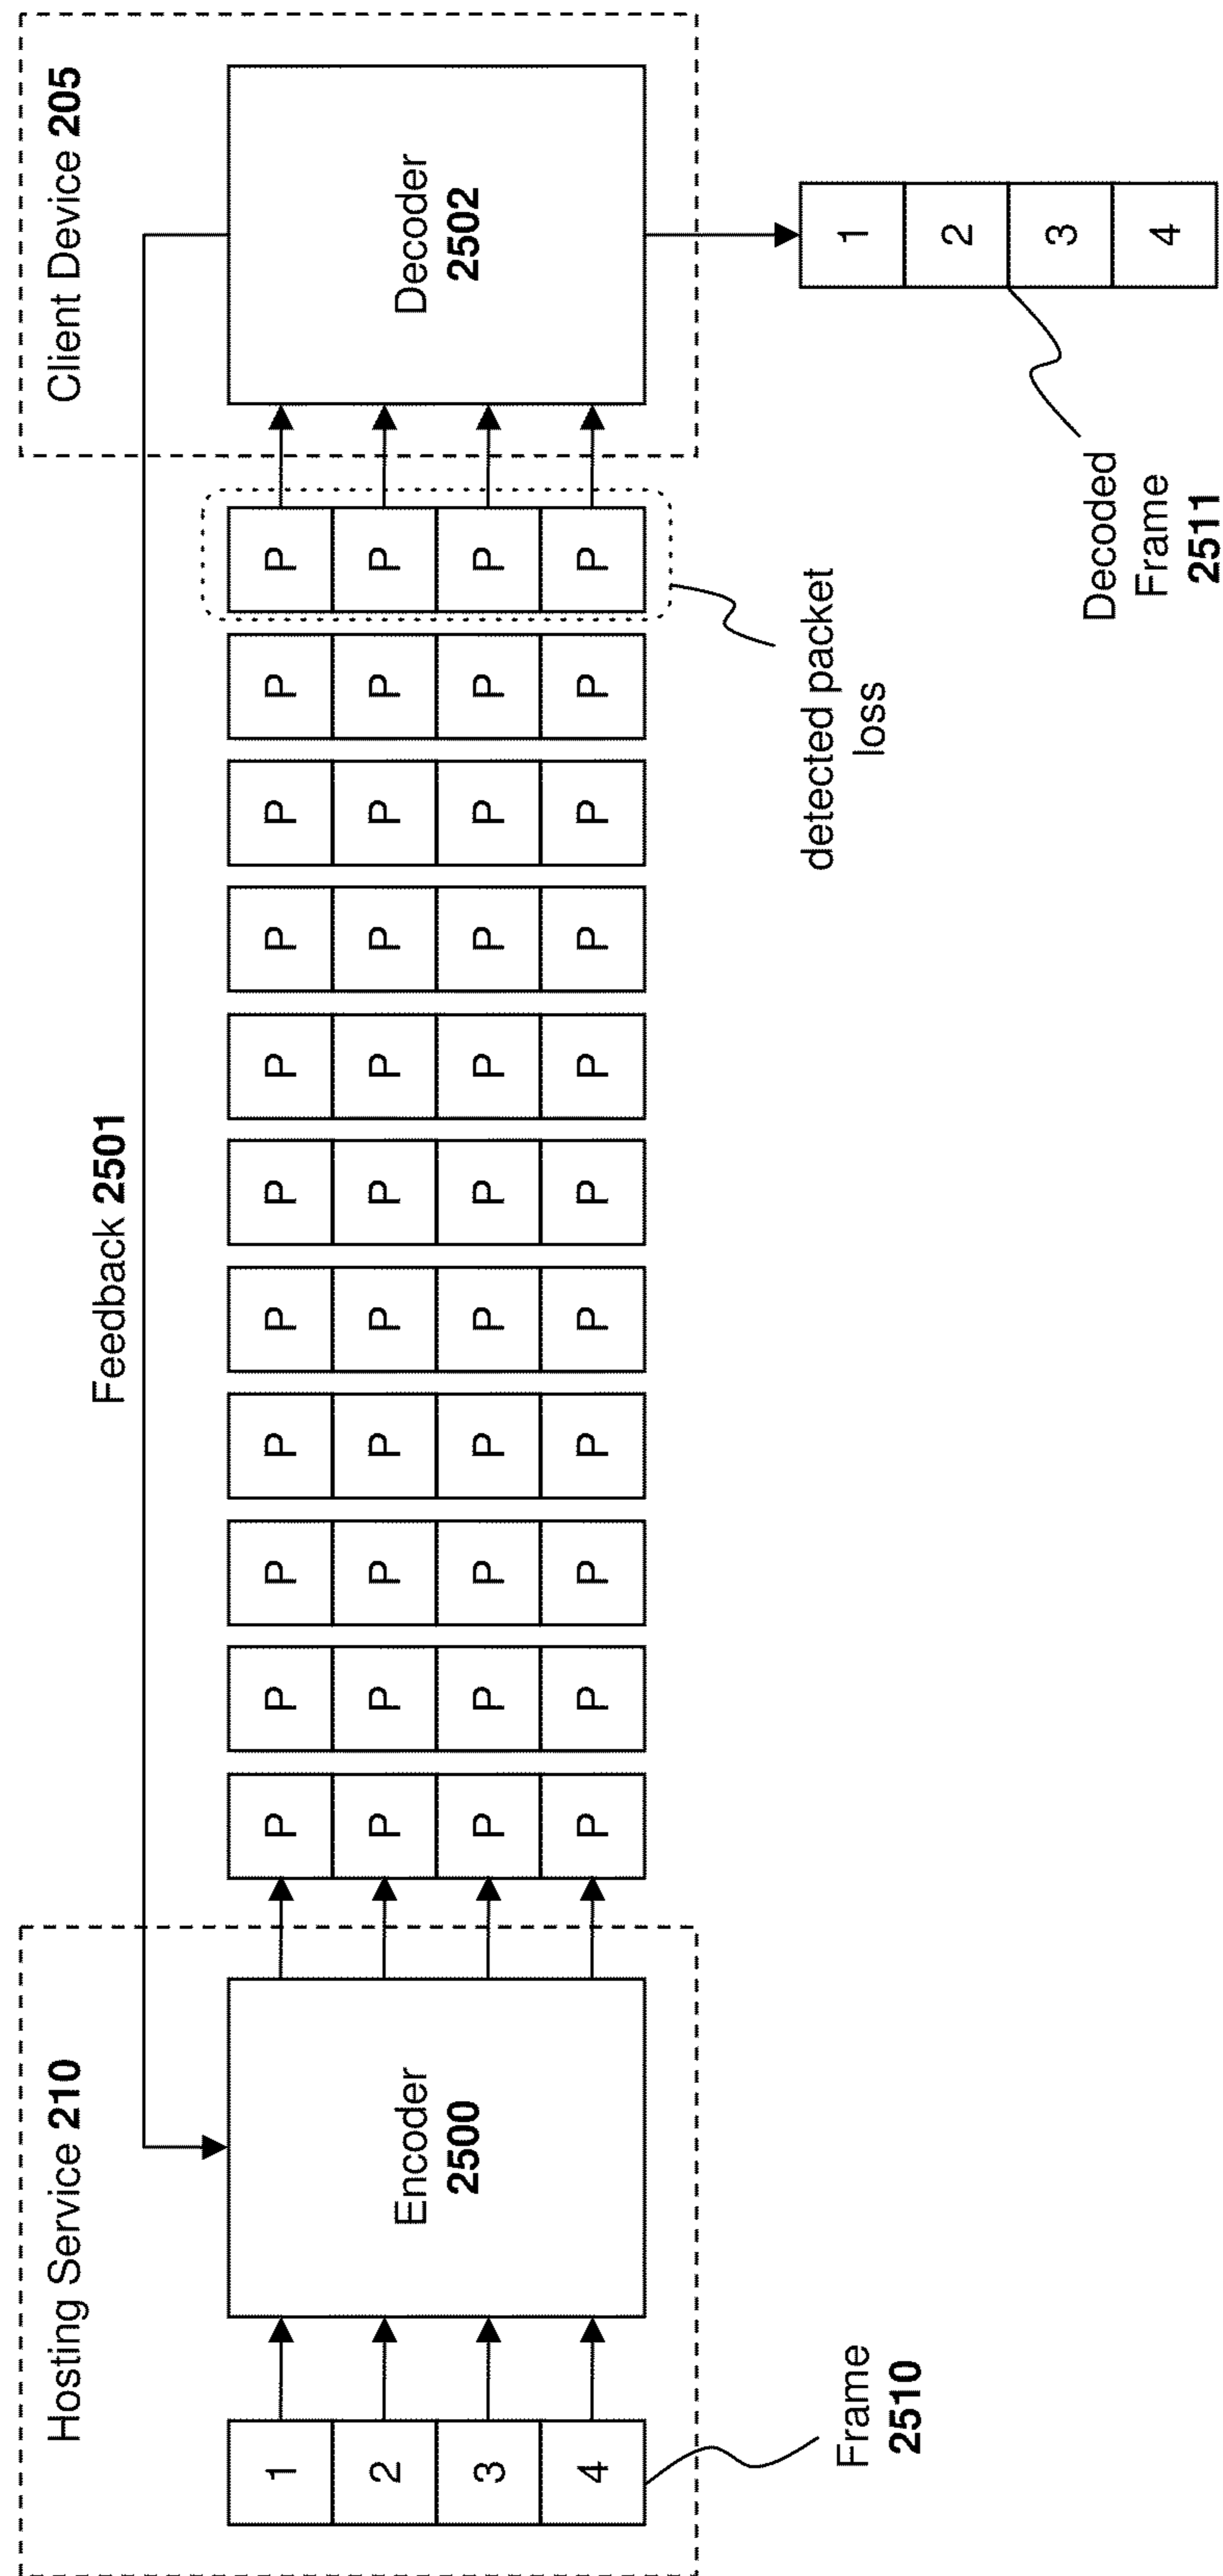 Hosting Service 210
Client Device 205
Feedback 2501
1 P P P P P P P P P P P
2 P P P P P P P P P P P
3 P P P P P P P P P P P
4 P P P P P P P P P P P
Encoder
2500
Decoder
2502
Frame
2510
detected packet
loss
1
2
3
4
Decoded
Frame
2511